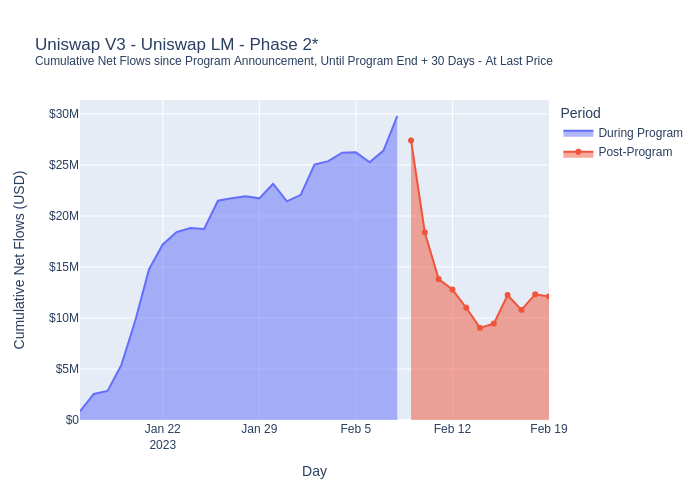 Uniswap V3 - Uniswap LM - Phase 2*
Cumulative Net Flows since Program Announcement, Until Program End + 30 Days - At Last Price
Period
During Program
Post-Program
Cumulative Net Flows (USD)
$30M
$25M
$20M
$15M
$10M
$5M
$0
Jan 22
2023
Jan 29
Feb 5
Feb 12
Feb 19
Day